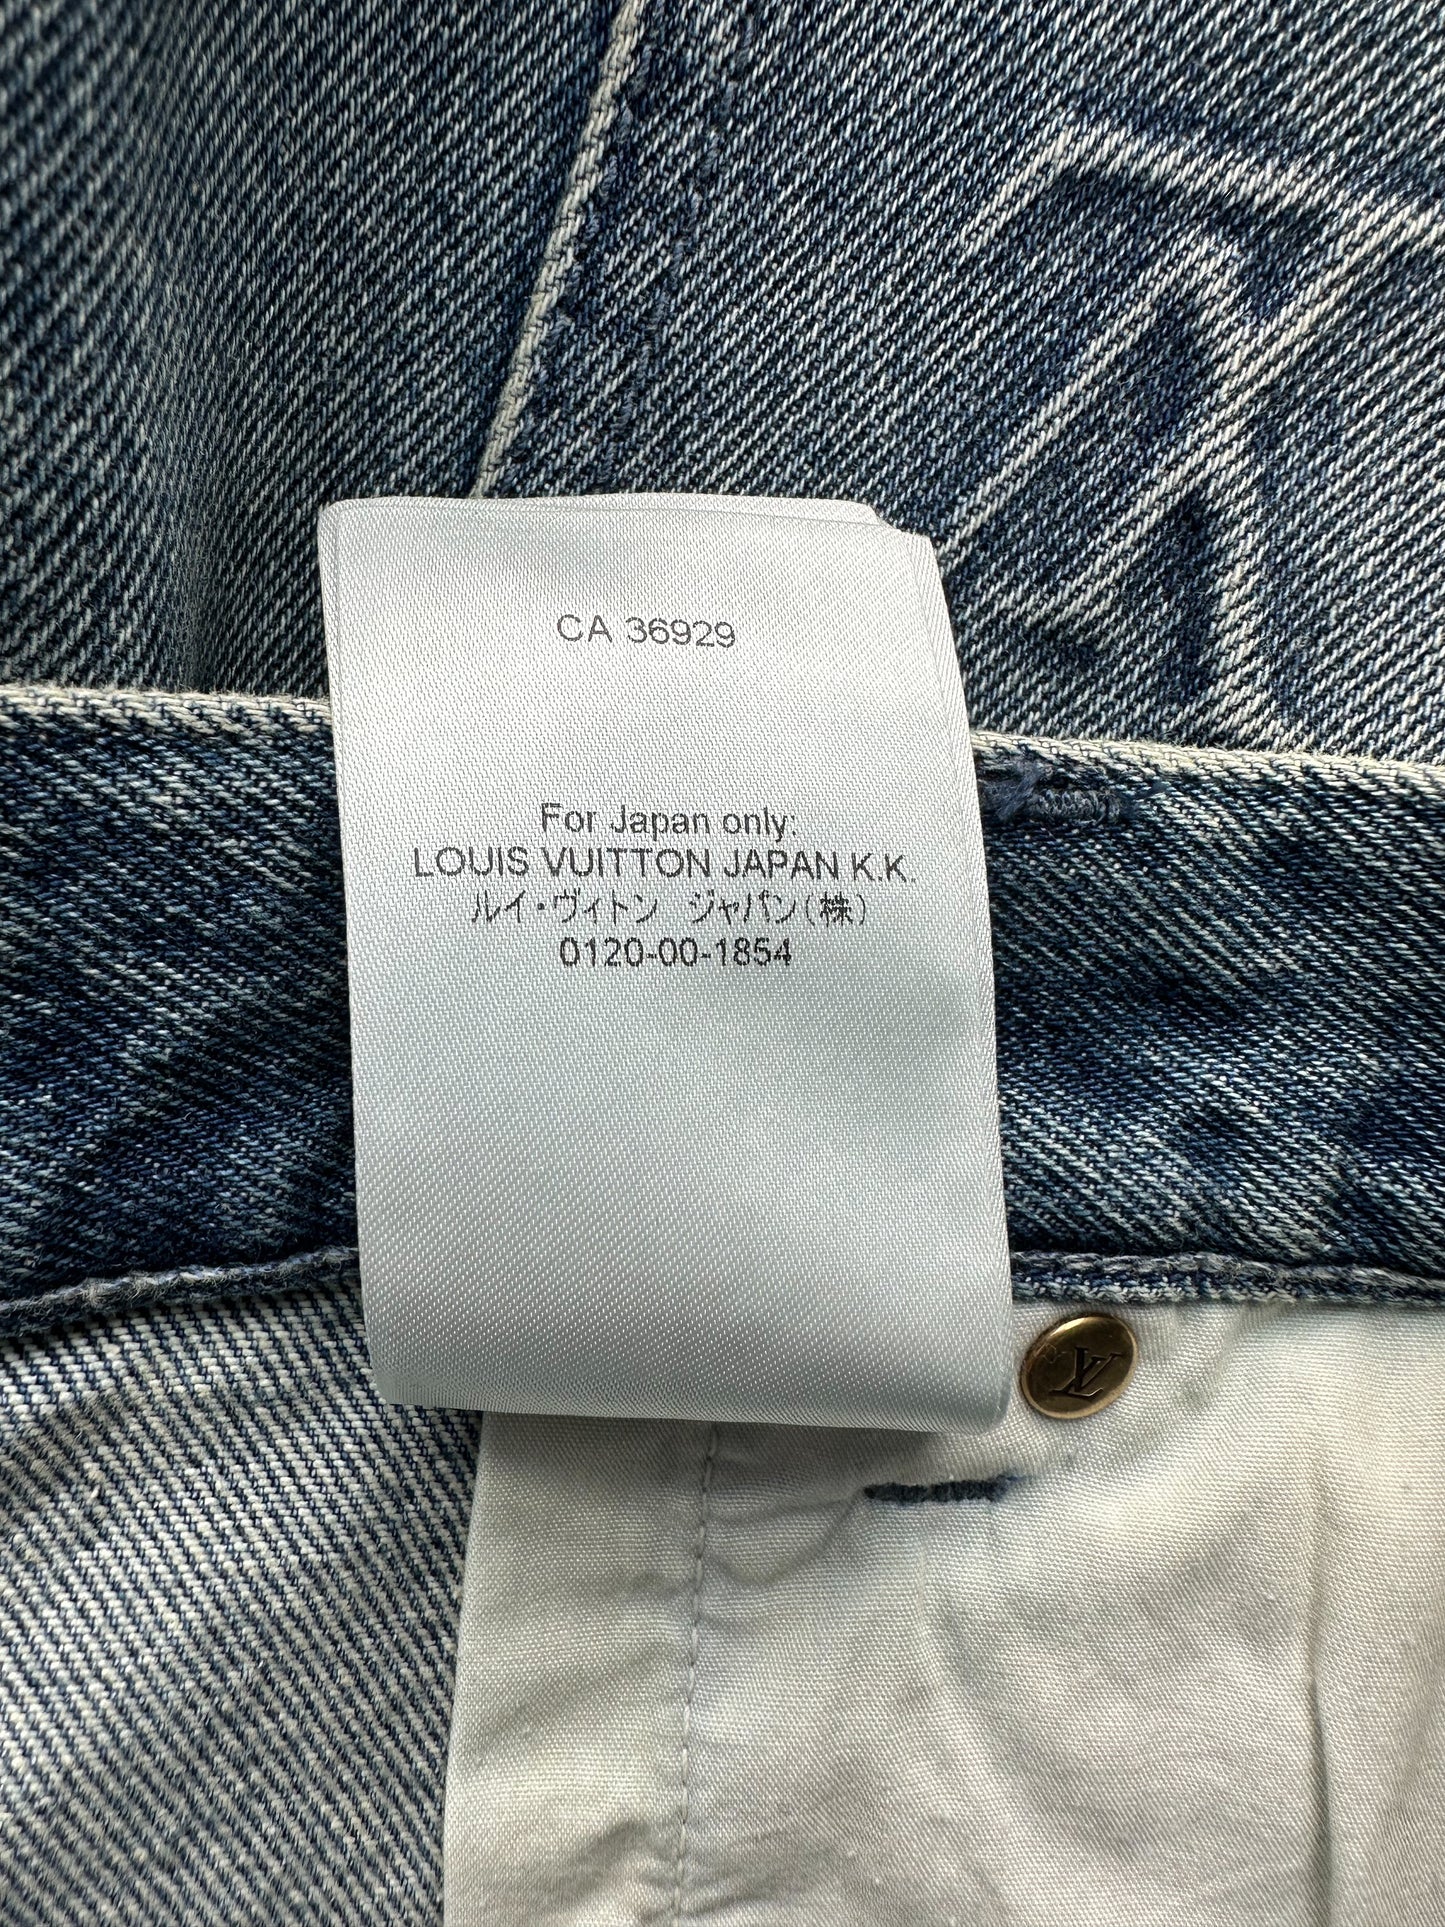 CA 36929
For Japan only:
LOUIS VUITTON JAPAN K.K.
ルイ・ヴィトン ジャパン(株)
0120-00-1854
LV